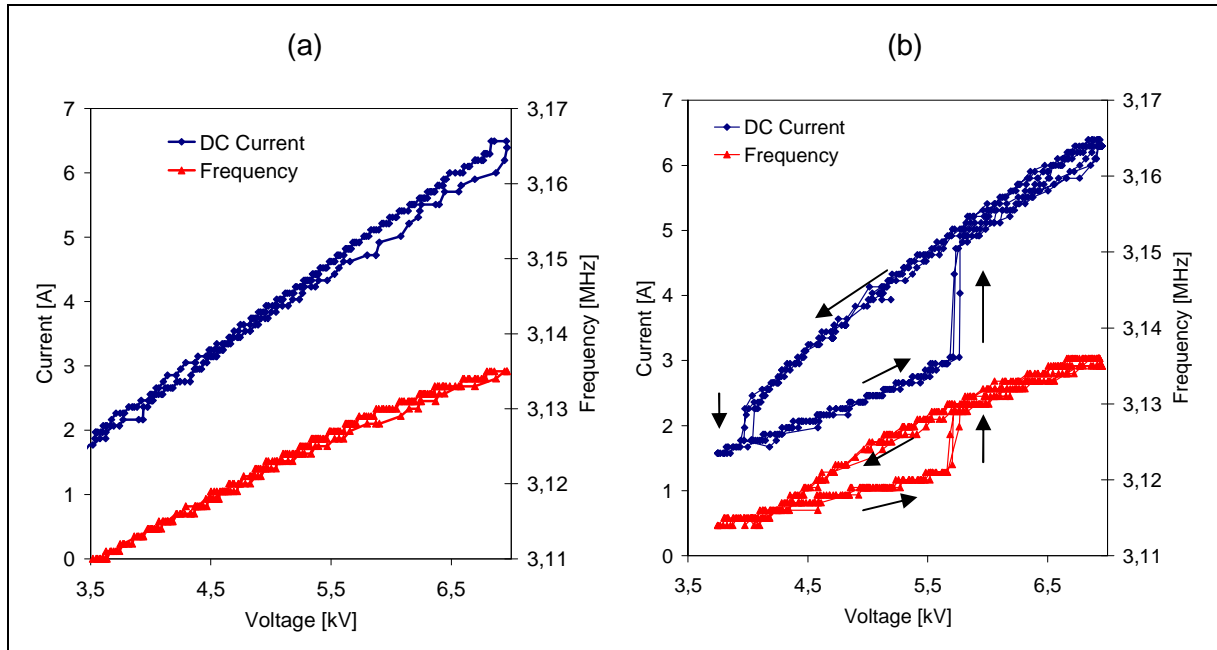 (a)
7
6
5
4
3
2
1
0
Current [A]
DC Current
Frequency
3,17
3,16
3,15
3,14
3,13
3,12
3,11
Frequency [MHz]
3,5 4,5 5,5 6,5
Voltage [kV]
(b)
7
6
5
4
3
2
1
0
Current [A]
DC Current
Frequency
3,17
3,16
3,15
3,14
3,13
3,12
3,11
Frequency [MHz]
3,5 4,5 5,5 6,5
Voltage [kV]